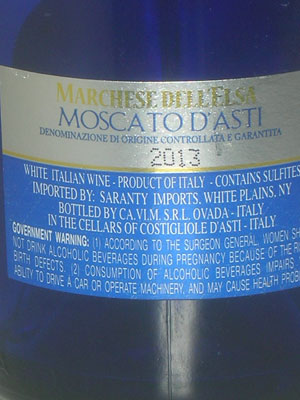 MARCHESE DELL'ELSA
MOSCATO D'ASTI
DENOMINAZIONE DI ORIGINE CONTROLLATA E GARANTITA
2013
WHITE ITALIAN WINE - PRODUCT OF ITALY - CONTAINS SULFITES
IMPORTED BY: SARANTY IMPORTS, WHITE PLAINS, NY
BOTTLED BY CA.VI.M. S.R.L. OVADA - ITALY
IN THE CELLARS OF COSTIGLIOLE D'ASTI - ITALY
GOVERNMENT WARNING: (1) ACCORDING TO THE SURGEON GENERAL, WOMEN SH
NOT DRINK ALCOHOLIC BEVERAGES DURING PREGNANCY BECAUSE OF THE R
BIRTH DEFECTS. (2) CONSUMPTION OF ALCOHOLIC BEVERAGES IMPAIRS
ABILITY TO DRIVE A CAR OR OPERATE MACHINERY, AND MAY CAUSE HEALTH PROB